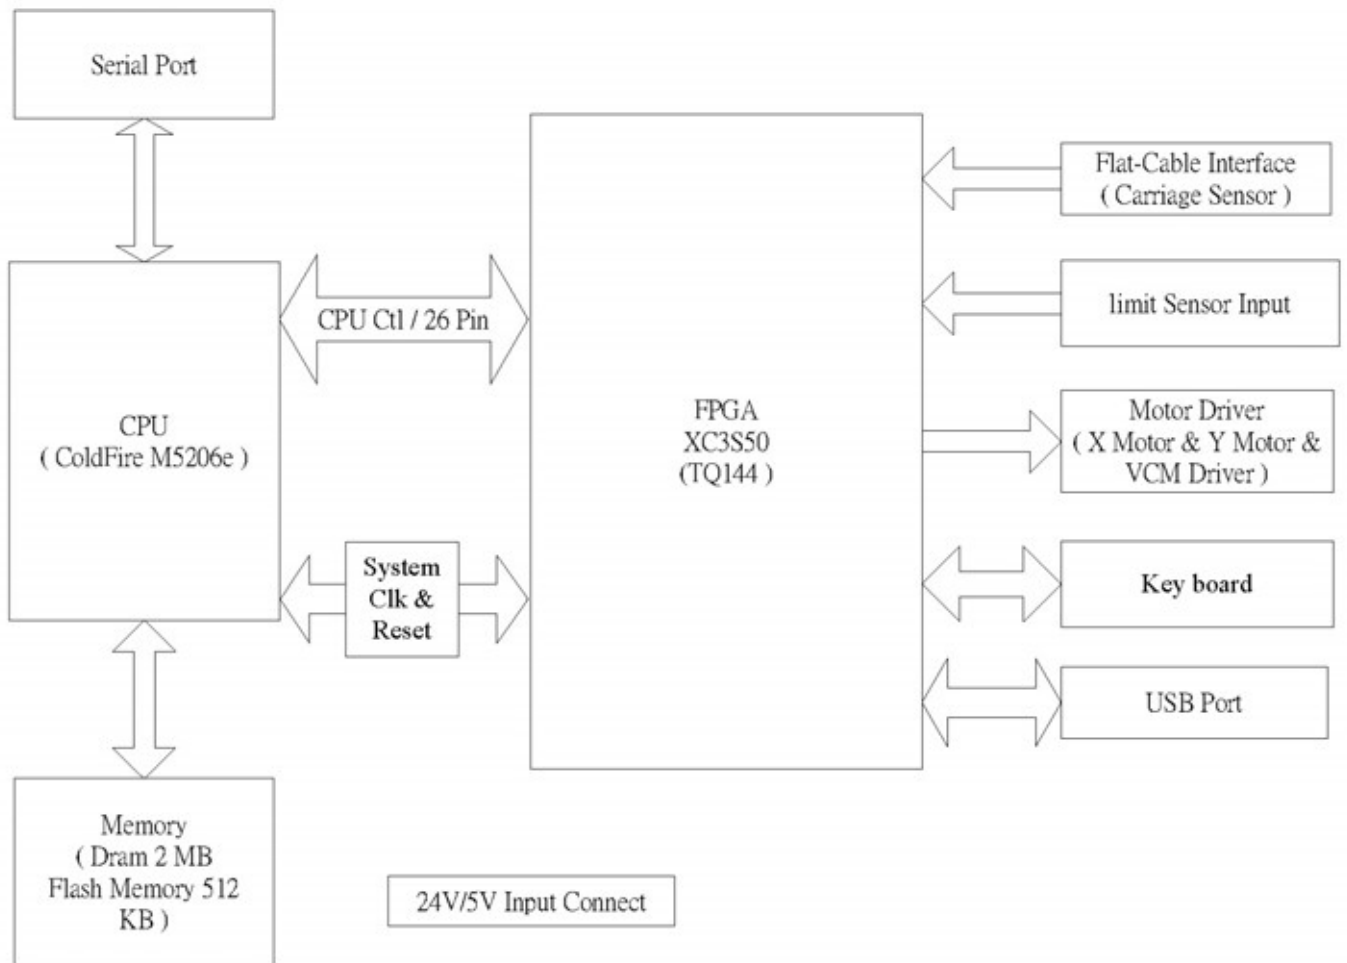 Serial Port
Flat-Cable Interface
( Carriage Sensor )
limit Sensor Input
CPU Ctl / 26 Pin
CPU
( ColdFire M5206e )
FPGA
XC3S50
(TQ144 )
Motor Driver
( X Motor & Y Motor &
VCM Driver )
System
Clk &
Reset
Key board
USB Port
Memory
( Dram 2 MB
Flash Memory 512
KB )
24V/5V Input Connect